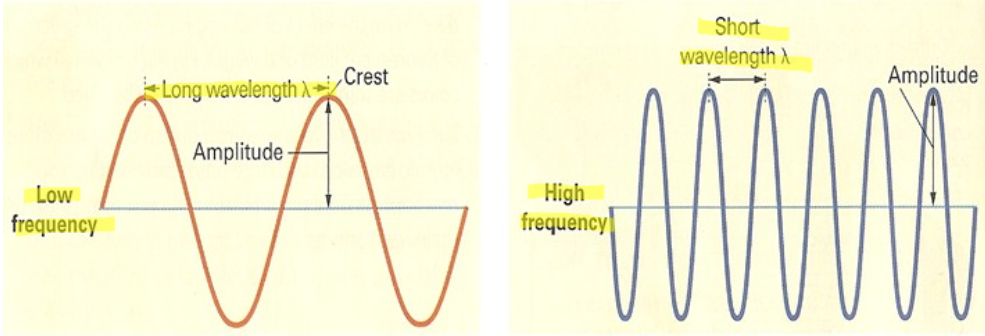 Long wavelength λ
Crest
Amplitude
Low
frequency
Short
wavelength λ
Amplitude
High
frequency